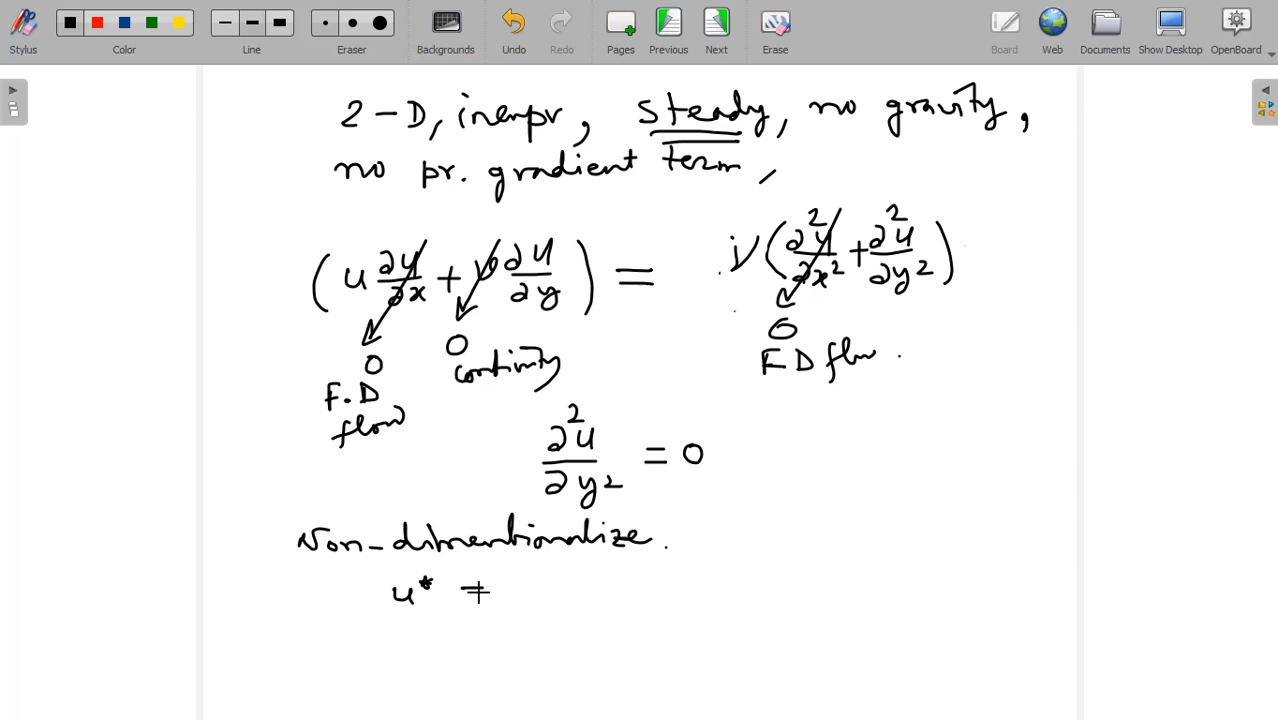 Stylus Color Line Eraser Backgrounds Undo Redo Pages Previous Next Erase Board Web Documents Show Desktop OpenBoard
2-D, incmpr, steady, no gravity,
no pr. gradient term,
(u ∂u/∂x + v ∂u/∂y) = ν(∂²u/∂x² + ∂²u/∂y²)
0 0 0
F.D continuity F D flow
flow
∂²u/∂y² = 0
Non-dimentionalize.
u* =